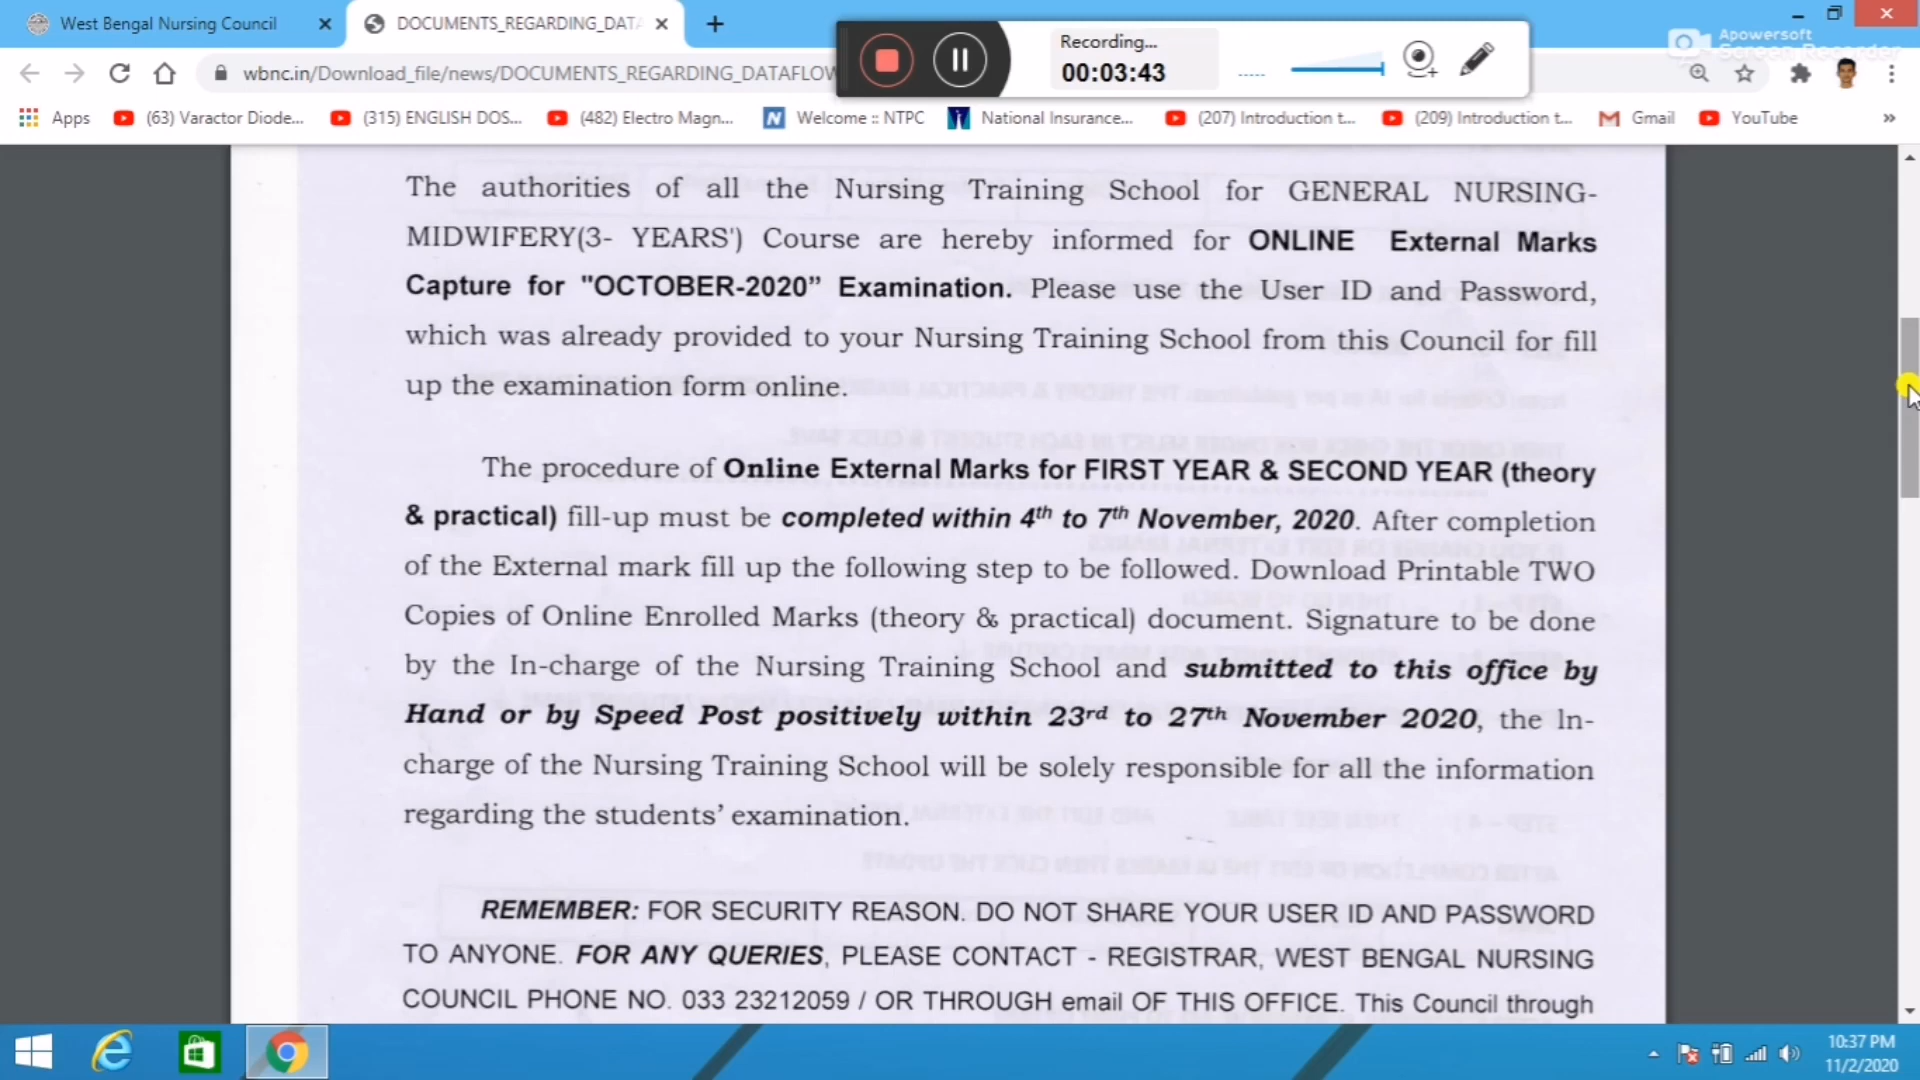 West Bengal Nursing Council
DOCUMENTS_REGARDING_DATA
Recording...
00:03:43
Apowersoft
Screen Recorder
wbnc.in/Download_file/news/DOCUMENTS_REGARDING_DATAFLOW
Apps
(63) Varactor Diode...
(315) ENGLISH DOS...
(482) Electro Magn...
Welcome :: NTPC
National Insurance...
(207) Introduction t...
(209) Introduction t...
Gmail
YouTube
»
The authorities of all the Nursing Training School for GENERAL NURSING-
MIDWIFERY(3- YEARS') Course are hereby informed for ONLINE External Marks
Capture for "OCTOBER-2020” Examination. Please use the User ID and Password,
which was already provided to your Nursing Training School from this Council for fill
up the examination form online.
The procedure of Online External Marks for FIRST YEAR & SECOND YEAR (theory
& practical) fill-up must be completed within 4th to 7th November, 2020. After completion
of the External mark fill up the following step to be followed. Download Printable TWO
Copies of Online Enrolled Marks (theory & practical) document. Signature to be done
by the In-charge of the Nursing Training School and submitted to this office by
Hand or by Speed Post positively within 23rd to 27th November 2020, the In-
charge of the Nursing Training School will be solely responsible for all the information
regarding the students’ examination.
REMEMBER: FOR SECURITY REASON. DO NOT SHARE YOUR USER ID AND PASSWORD
TO ANYONE. FOR ANY QUERIES, PLEASE CONTACT - REGISTRAR, WEST BENGAL NURSING
COUNCIL PHONE NO. 033 23212059 / OR THROUGH email OF THIS OFFICE. This Council through
10:37 PM
11/2/2020